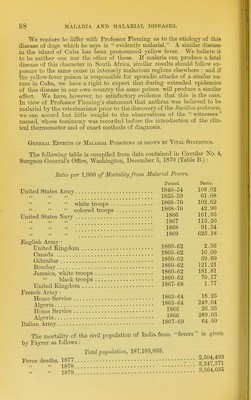 88 MALARIA AND MALARIAL DISEASES.
We venture to differ with Professor Fleming as to the etiology of this
disease of dogs which he says is “evidently malarial.” A similar disease
in the island of Cuba has been pronounced yellow fever. We believe it
to be neither one nor the other of these. If malaria can produce a fatal
disease of this character in South America, similar results should follow ex-
posure to the same cause in intensely malarious regions elsewhere; and if
the yellow-fever poison is responsible for sporadic attacks of a similar na-
ture in Cuba, we have a right to expect that during extended epidemics
of this disease in our own country the same poison will produce a similar
effect. We have, however, no satisfactory evidence that this is the case.
In view of Professor Fleming's statement that anthrax was believed to be
malarial by the veterinarians prior to the discovery of the Bacillus anthracis,
we can accord but little weight to the observations of the “witnesses”
named, whose testimony was recorded before the introduction of the clin-
ical thermometer and of exact methods of diagnosis.
GENERAL EFFECTS OF MALARIAL POISONING AS SHOWN BY VITAL STATISTICS.
The following table is compiled from data contained in Circular No. 4,
Surgeon-General's Office, Washington, December 5, 1870 (Table B.):
Ratio per 1,000 of Mortality from Malarial Fevers.
Period. Ratio.
United States Army 1840-54 108.02
" " " 1855-59 61.08
" " " white troops 1868-70 102.62
" " " colored troops 1868-70 42.90
United States Navy 1866 161.93
" " " 1867 113.20
" " " 1868 91.34
" " " 1869 623.18
English Army:
United Kingdom 1860-62 2.36
Canada 1860-62 16.00
Gibraltar 1860-62 39.60
Bombay 1860-62 121.21
Jamaica, white troops 1860-62 181.81
" black troops 1860-62 70.17
United Kingdom 1867-68 1.77
French Army:
Home Service 1863-64 18.25
Algeria 1863-64 249.64
Home Service 1866 26.35
Algeria 1866 289.03
Italian Army 1867-69 64.50
The mortality of the civil population of India from “fevers” is given
by Fayrer as follows:
Total population, 187,105,833.
Fever deaths, 1877 2,504,493
" " 1878 3,247,371
" " 1879 3,564,035